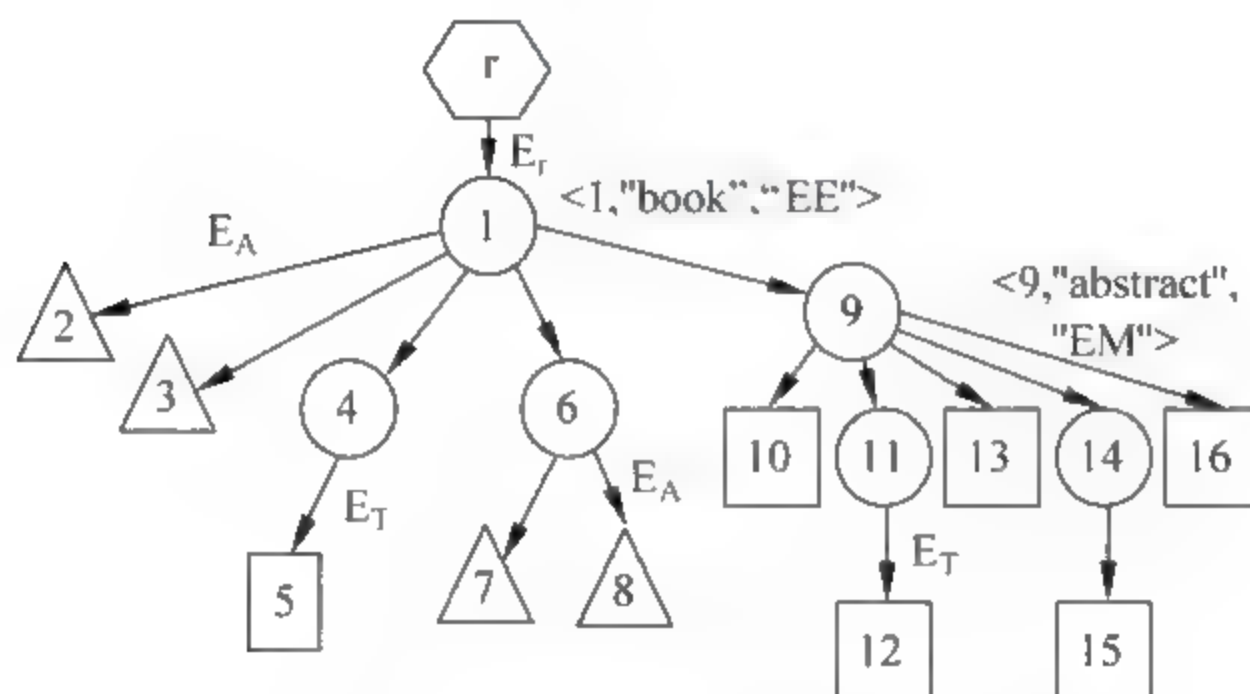 r
E_r
<1,"book”,“EE">
1
E_A
<9,"abstract",
"EM">
2
9
3
4
6
10
11
13
14
16
E_T
E_A
E_T
5
7
8
12
15